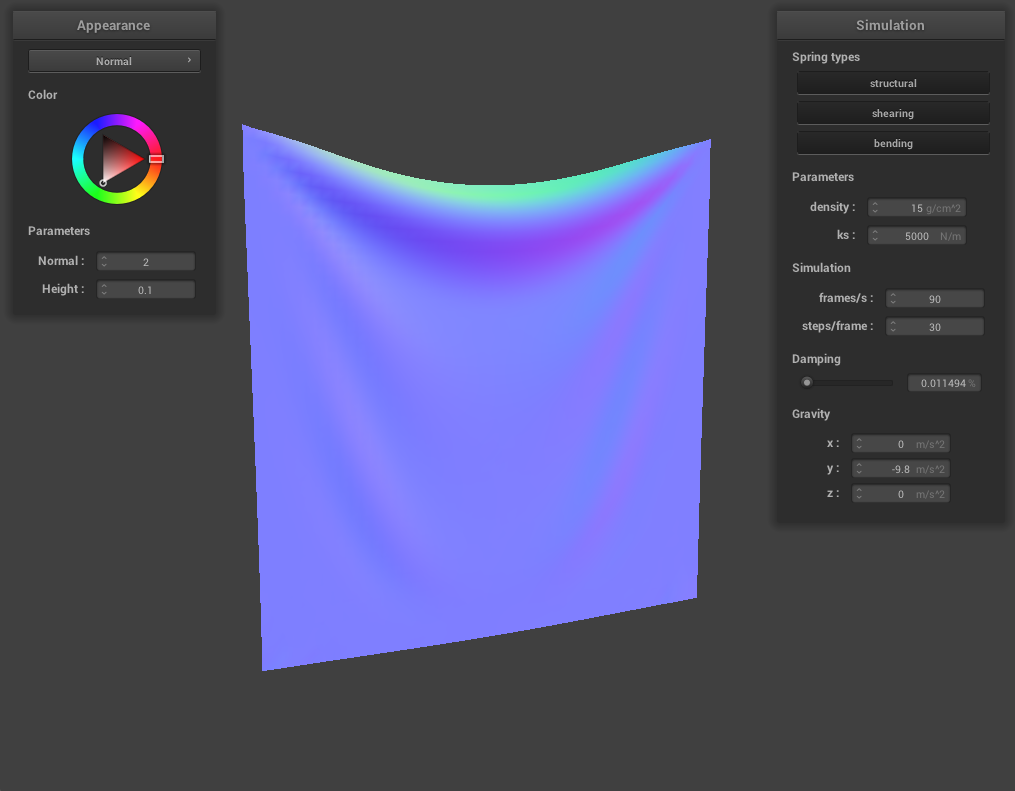 Appearance
Normal ›
Color
Parameters
Normal : 2
Height : 0.1
Simulation
Spring types
structural
shearing
bending
Parameters
density : 15 g/cm^2
ks : 5000 N/m
Simulation
frames/s : 90
steps/frame : 30
Damping
0.011494 %
Gravity
x : 0 m/s^2
y : -9.8 m/s^2
z : 0 m/s^2